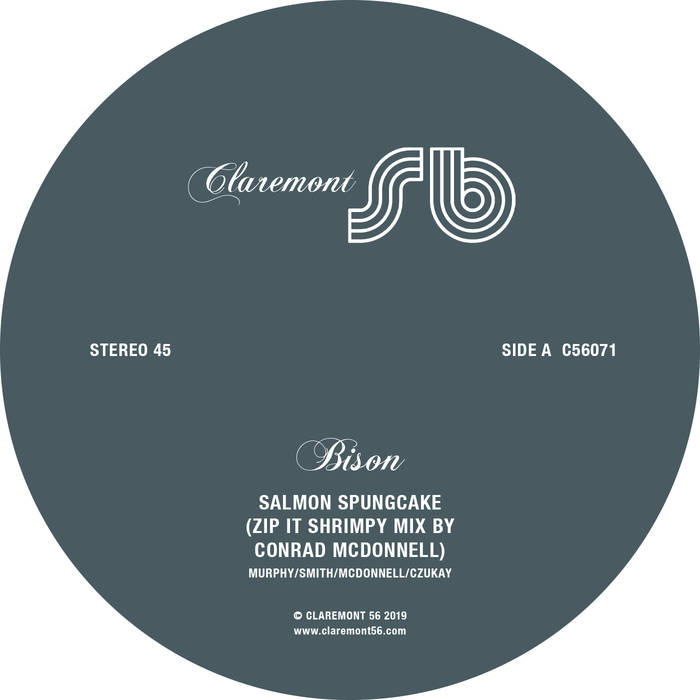 Claremont 56
STEREO 45
SIDE A C56071
Bison
SALMON SPUNGCAKE
(ZIP IT SHRIMPY MIX BY
CONRAD MCDONNELL)
MURPHY/SMITH/MCDONNELL/CZUKAY
© CLAREMONT 56 2019
www.claremont56.com